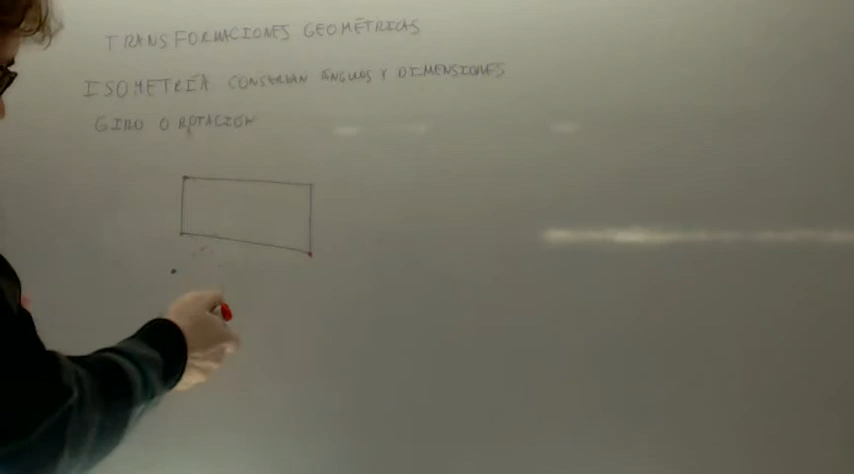 TRANSFORMACIONES GEOMÉTRICAS
ISOMETRÍA CONSERVAN ÁNGULOS Y DIMENSIONES
GIRO O ROTACIÓN